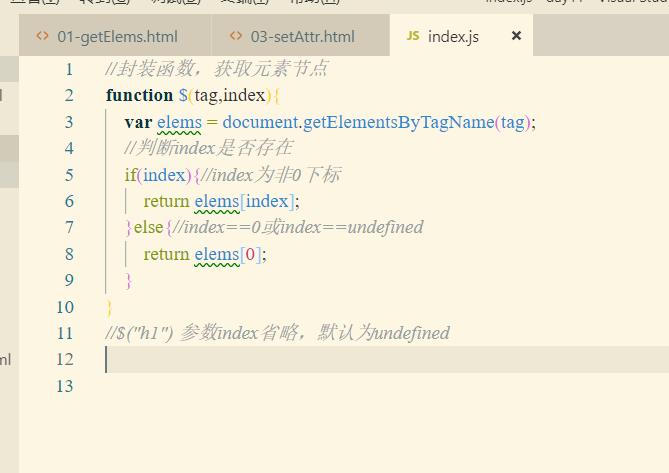 index.js
01-getElems.html
03-setAttr.html
JS index.js ×
1 //封装函数，获取元素节点
2 function $(tag,index){
3 var elems = document.getElementsByTagName(tag);
4 //判断index是否存在
5 if(index){//index为非0下标
6 return elems[index];
7 }else{//index==0或index==undefined
8 return elems[0];
9 }
10 }
11 //$("h1") 参数index省略，默认为undefined
12
13
ml